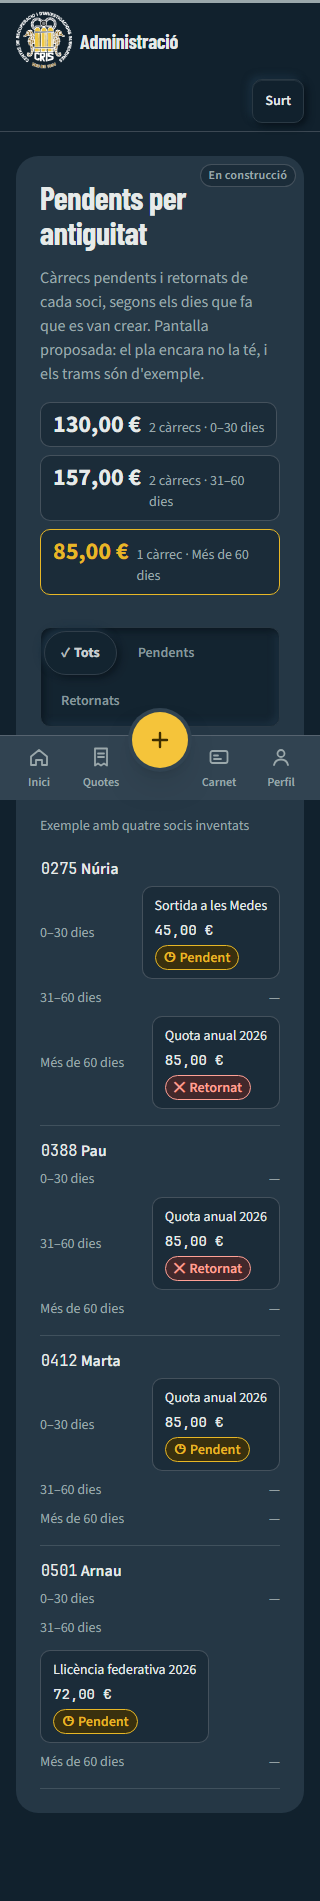 CRIS
Administració
Surt
En construcció
Pendents per
antiguitat
Càrrecs pendents i retornats de
cada soci, segons els dies que fa
que es van crear. Pantalla
proposada: el pla encara no la té, i
els trams són d'exemple.
130,00 € 2 càrrecs · 0–30 dies
157,00 € 2 càrrecs · 31–60
dies
85,00 € 1 càrrec · Més de 60
dies
✓ Tots
Pendents
Retornats
Inici
Quotes
+
Carnet
Perfil
Exemple amb quatre socis inventats
0275 Núria
0–30 dies
Sortida a les Medes
45,00 €
Pendent
31–60 dies
—
Més de 60 dies
Quota anual 2026
85,00 €
Retornat
0388 Pau
0–30 dies
—
31–60 dies
Quota anual 2026
85,00 €
Retornat
Més de 60 dies
—
0412 Marta
0–30 dies
Quota anual 2026
85,00 €
Pendent
31–60 dies
—
Més de 60 dies
—
0501 Arnau
0–30 dies
—
31–60 dies
Llicència federativa 2026
72,00 €
Pendent
Més de 60 dies
—